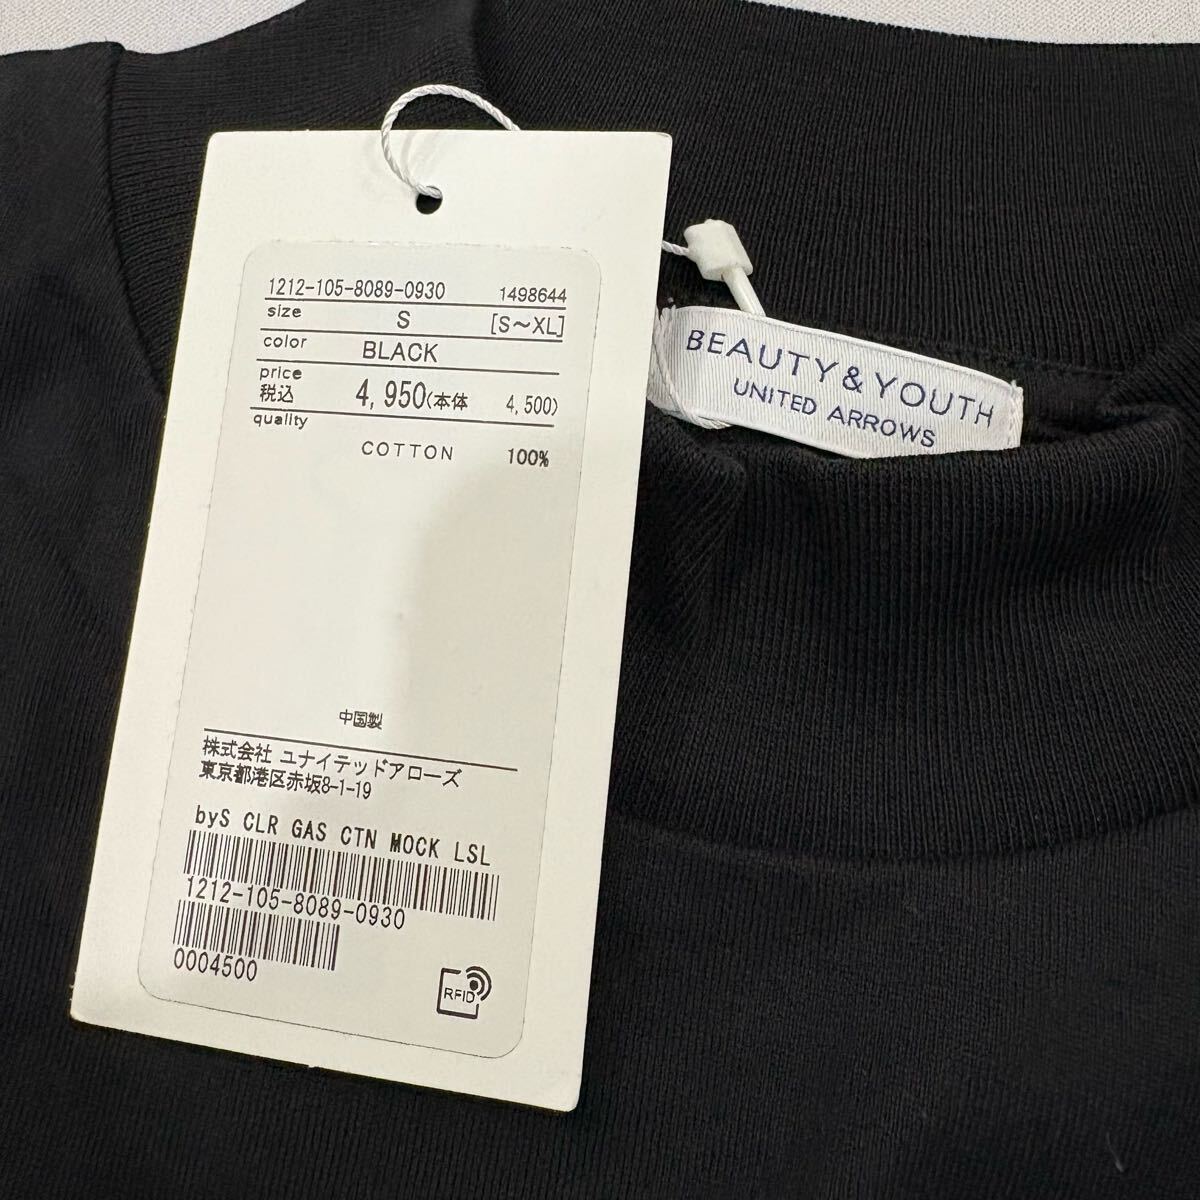 1212-105-8089-0930 1498644
size S [S~XL]
color BLACK
price
税込 4,950(本体 4,500)
quality
COTTON 100%
中国製
株式会社 ユナイテッドアローズ
東京都港区赤坂8-1-19
byS CLR GAS CTN MOCK LSL
1212-105-8089-0930
0004500
RFID
BEAUTY & YOUTH
UNITED ARROWS